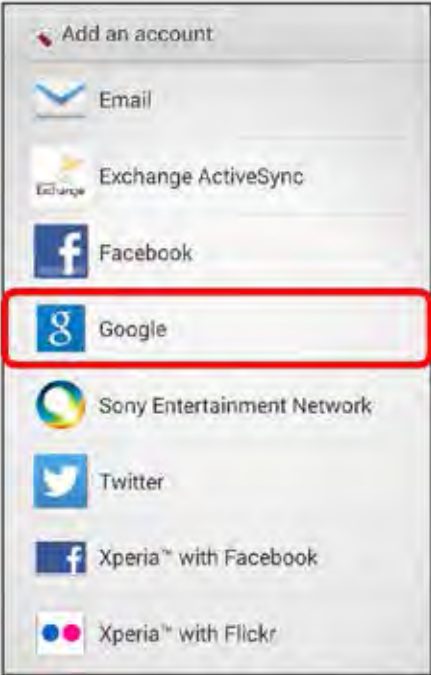 Add an account
Email
Exchange
Exchange ActiveSync
f
Facebook
g
Google
Sony Entertainment Network
Twitter
f
Xperia™ with Facebook
Xperia™ with Flickr